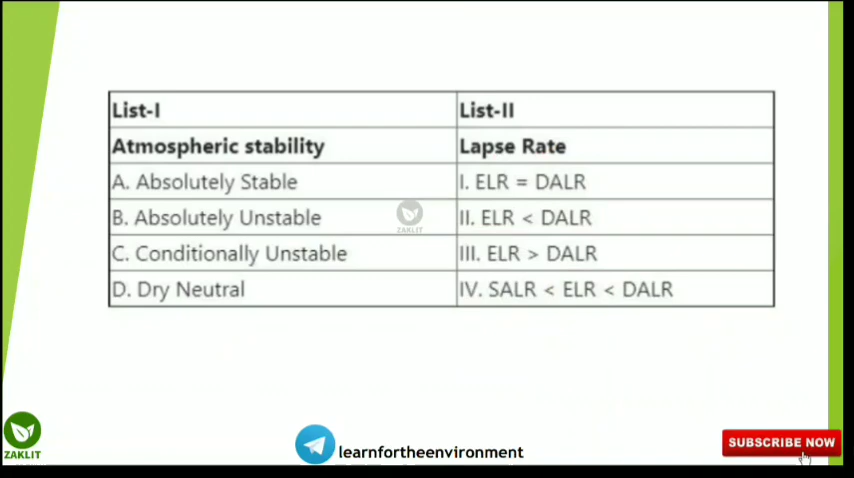 List-I List-II
Atmospheric stability Lapse Rate
A. Absolutely Stable I. ELR = DALR
B. Absolutely Unstable II. ELR < DALR
ZAKLIT
C. Conditionally Unstable III. ELR > DALR
D. Dry Neutral IV. SALR < ELR < DALR
ZAKLIT
learnfortheenvironment
SUBSCRIBE NOW